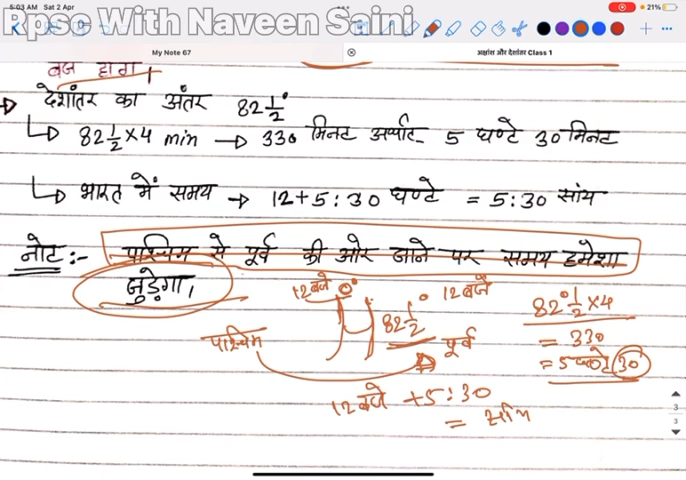 5:03 AM Sat 2 Apr
21%
Rpsc With Naveen Saini
My Note 67
अक्षांश और देशांतर Class 1
बज होगा।
देशांतर का अंतर 82½°
82½×4 min → 330 मिनट अर्थात- 5 घण्टे 30 मिनट
भारत में समय → 12+5:30 घण्टे = 5:30 सांय
नोट:- पश्चिम से पूर्व की ओर जाने पर समय हमेशा
जुड़ेगा।
12 बजे 0° 12 बजे
82½° 82½°×4
पश्चिम पूर्व = 330
= 5 घण्टे 30
12 बजे +5:30
= सांय
3
3